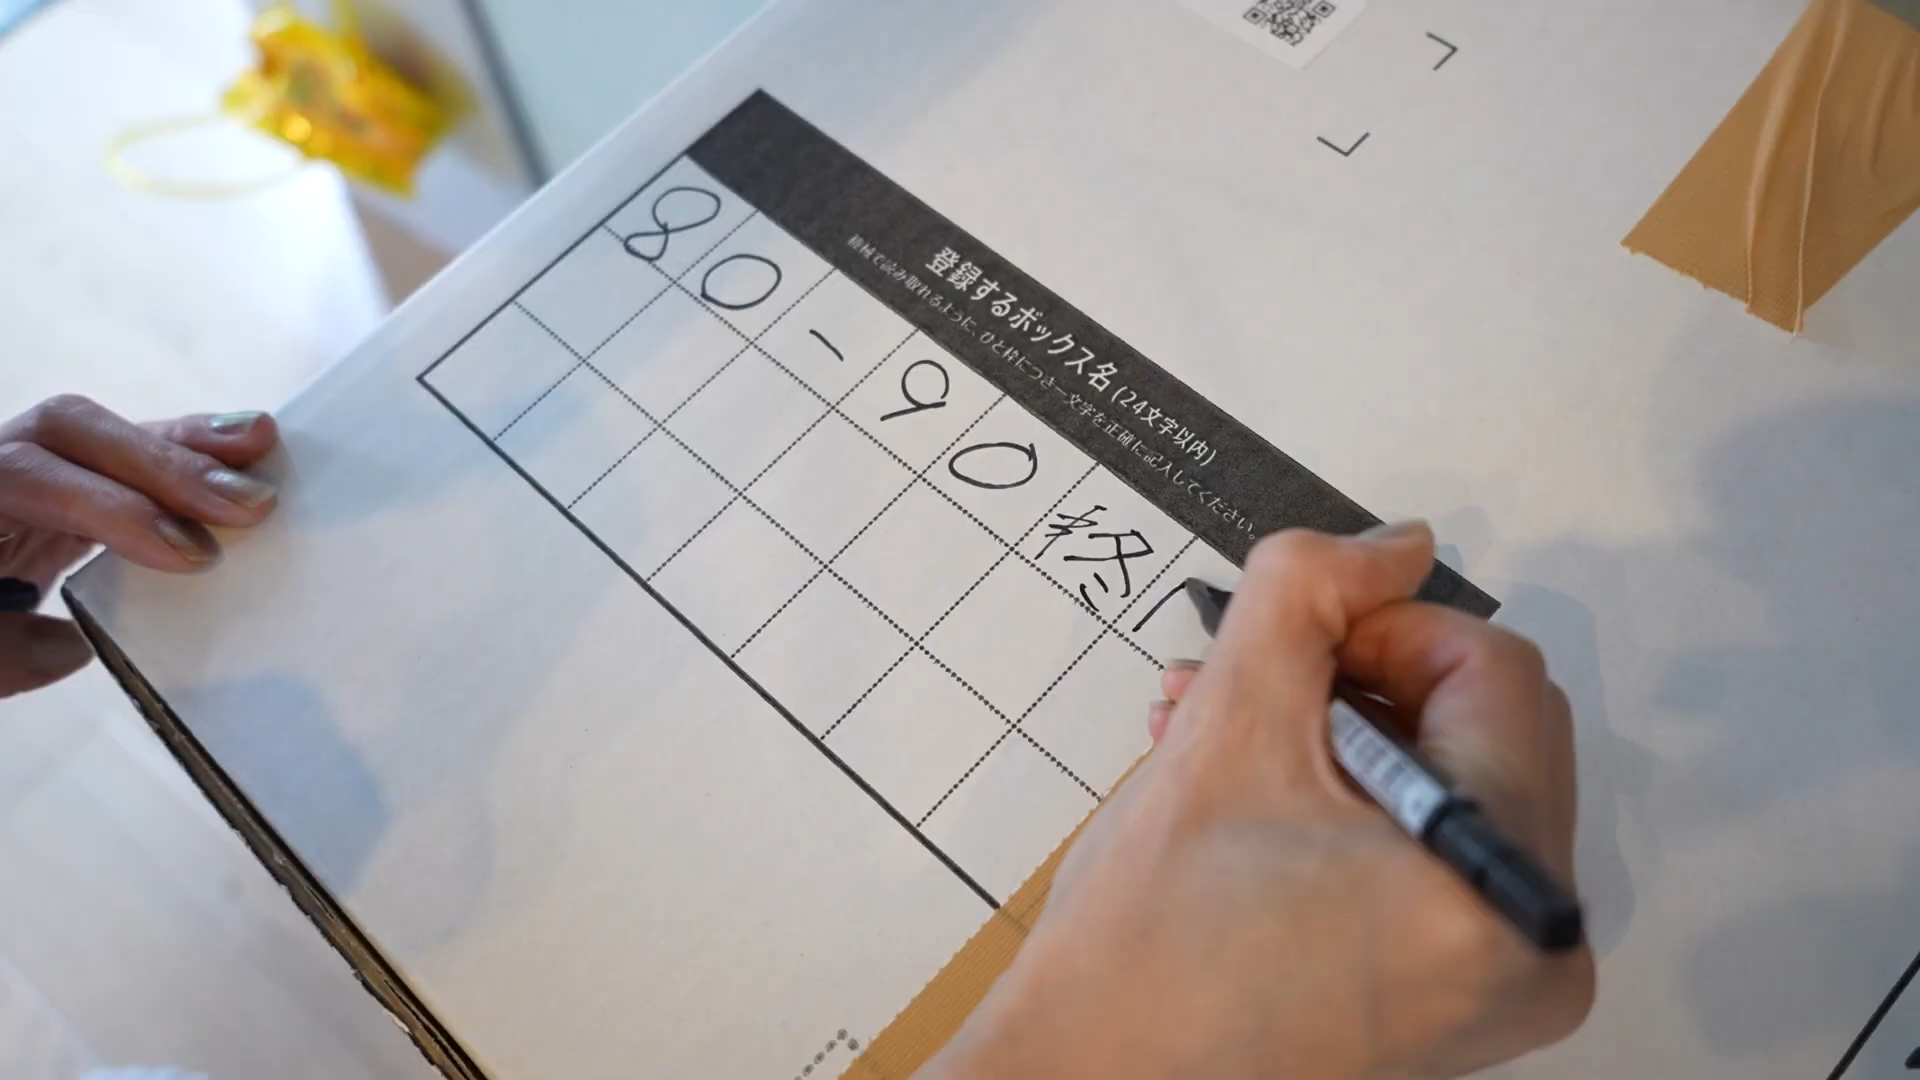 登録するボックス名(24文字以内)
機械で読み取れるように、ひと枠につき一文字を正確に記入してください。
80-90終